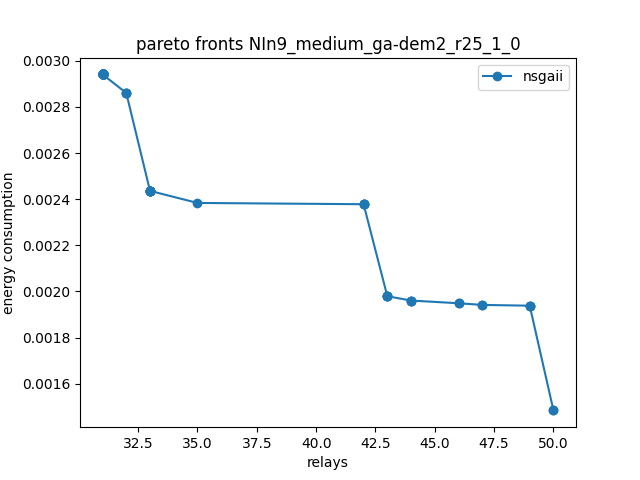 pareto fronts NIn9_medium_ga-dem2_r25_1_0
nsgaii
energy consumption
0.0030
0.0028
0.0026
0.0024
0.0022
0.0020
0.0018
0.0016
32.5 35.0 37.5 40.0 42.5 45.0 47.5 50.0
relays